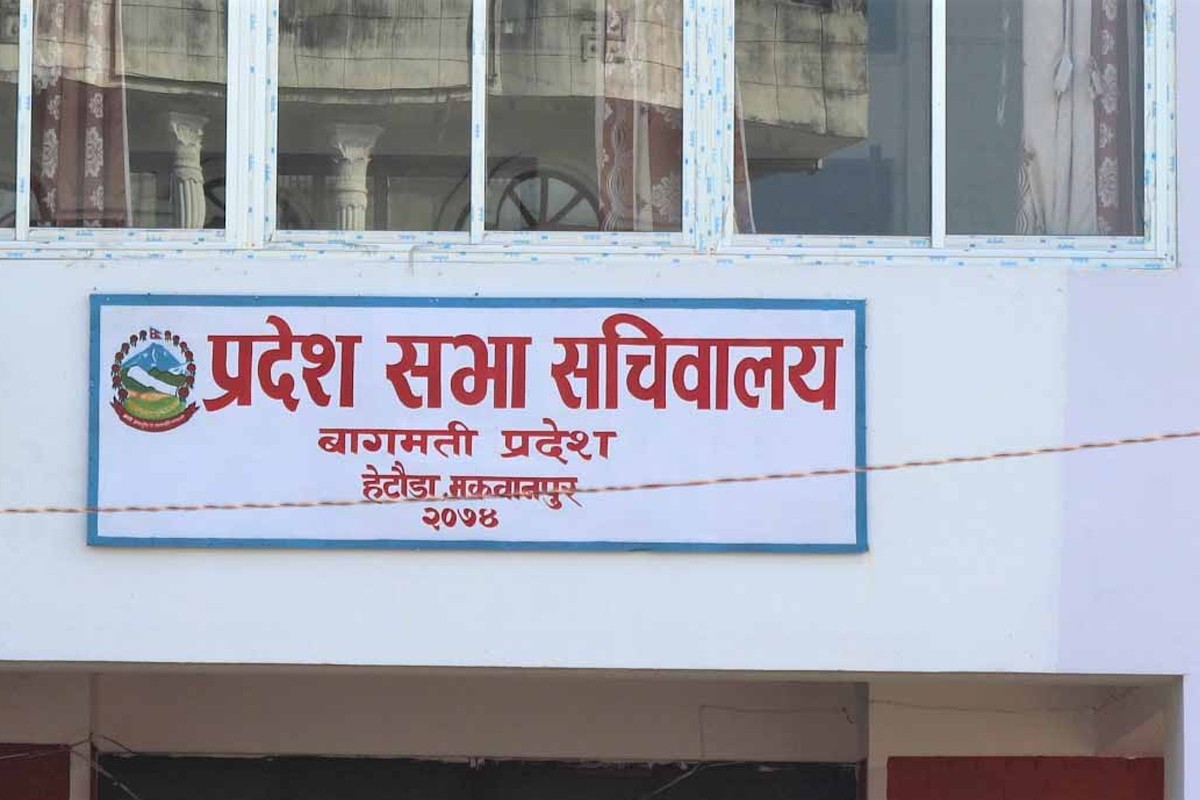 प्रदेश सभा सचिवालय
बागमती प्रदेश
हेटौडा, मकवानपुर
२०७४